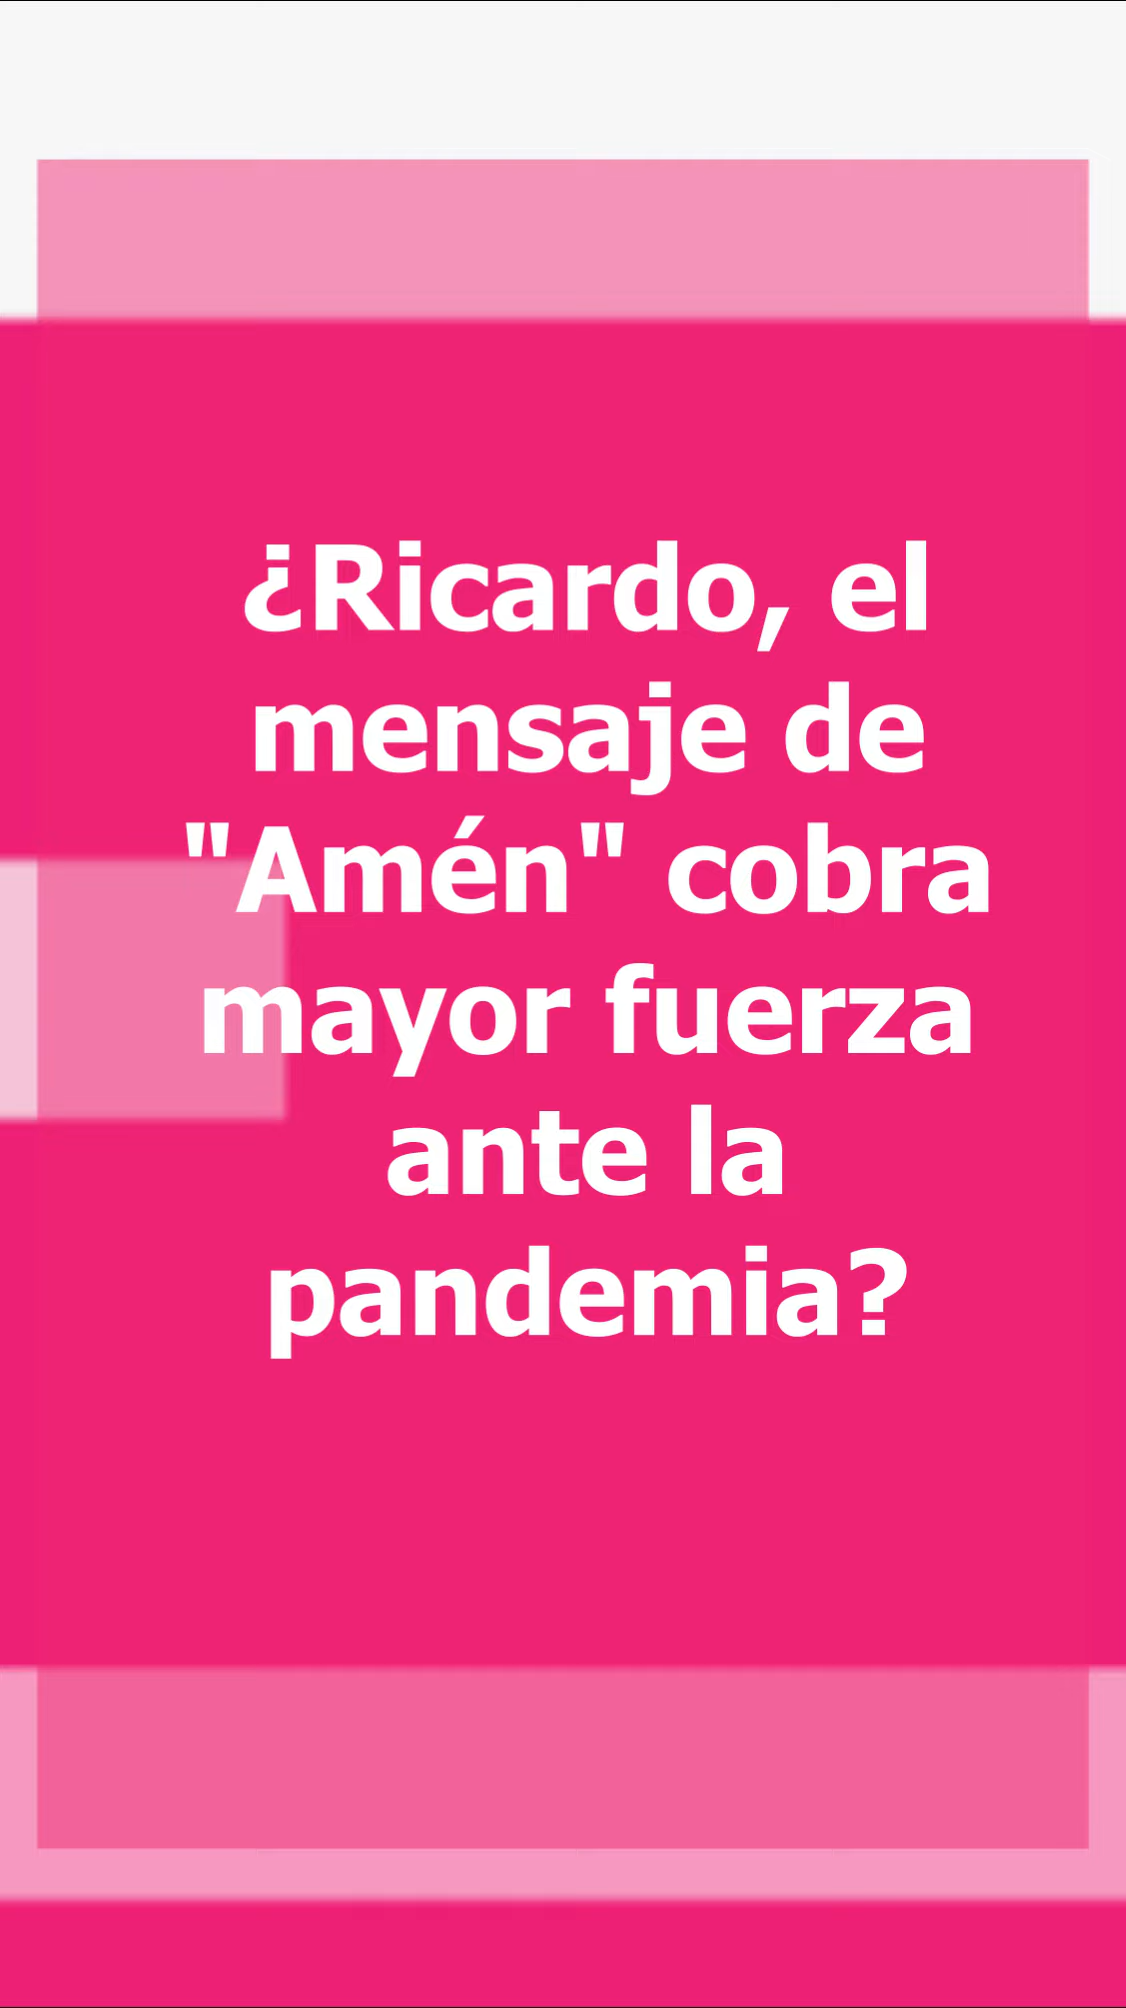 ¿Ricardo, el
mensaje de
"Amén" cobra
mayor fuerza
ante la
pandemia?